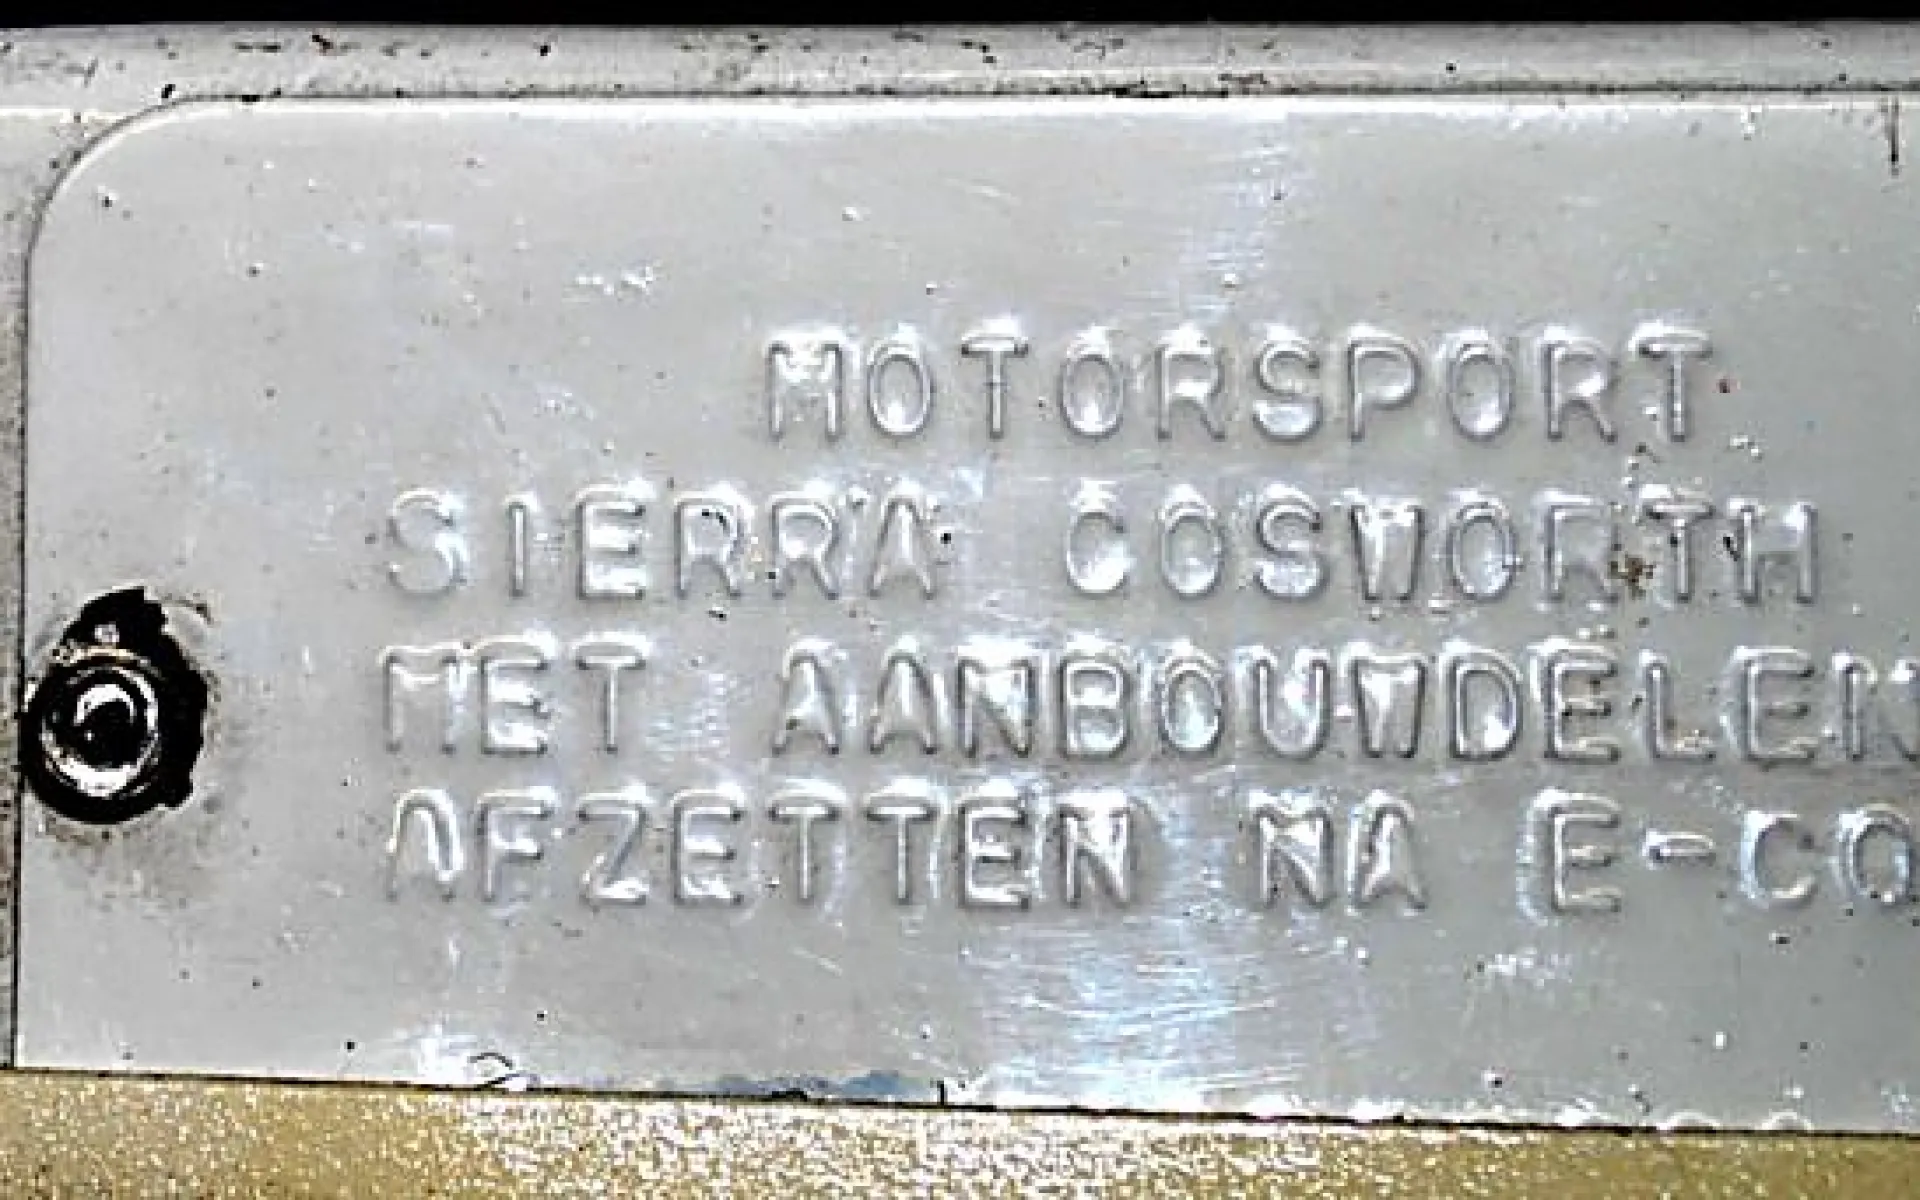 MOTORSPORT
SIERRA COSWORTH
MET AANBOUWDELEN
AFZETTEN NA E-CO